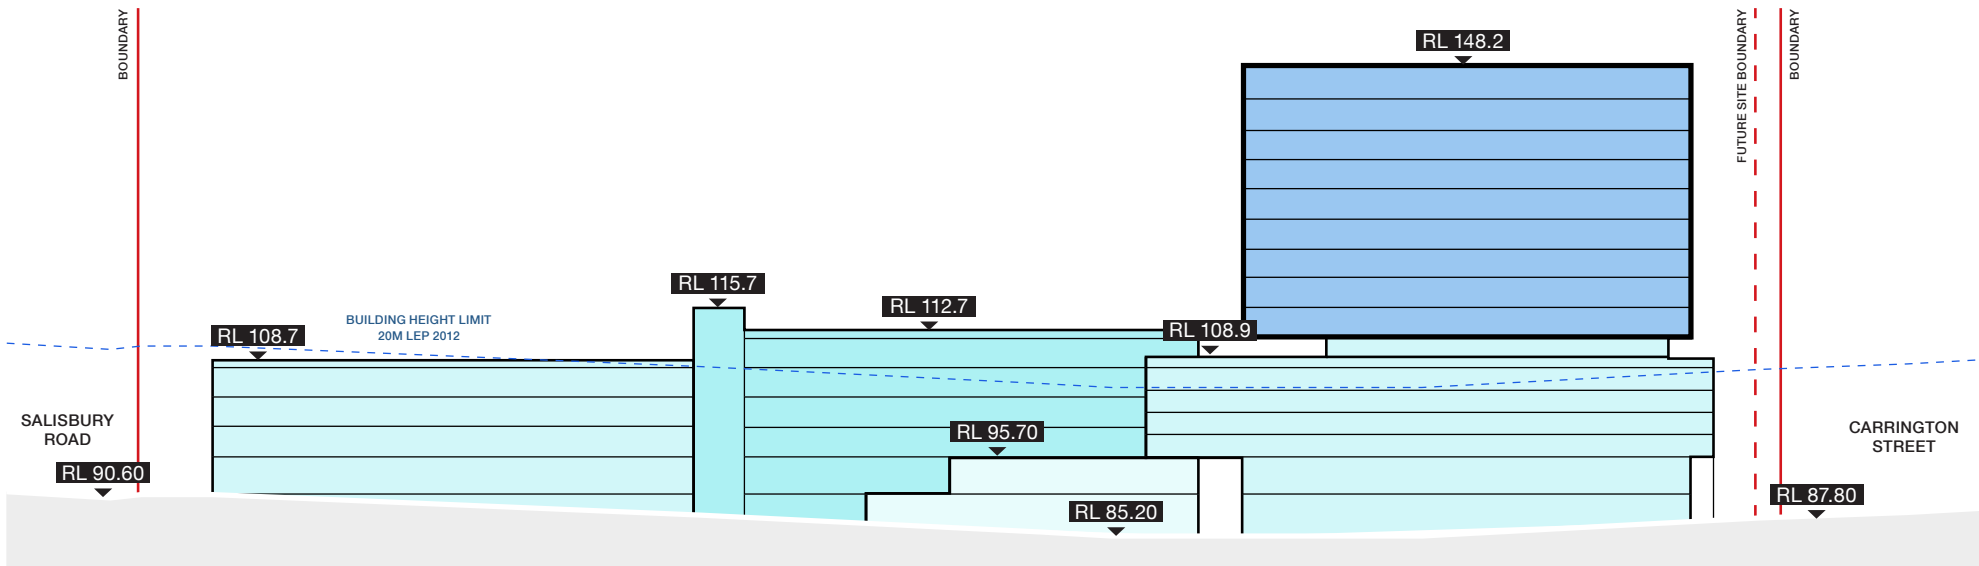 BOUNDARY
RL 148.2
FUTURE SITE BOUNDARY
BOUNDARY
RL 115.7
RL 112.7
BUILDING HEIGHT LIMIT
20M LEP 2012
RL 108.7
RL 108.9
SALISBURY
ROAD
RL 95.70
CARRINGTON
STREET
RL 90.60
RL 85.20
RL 87.80